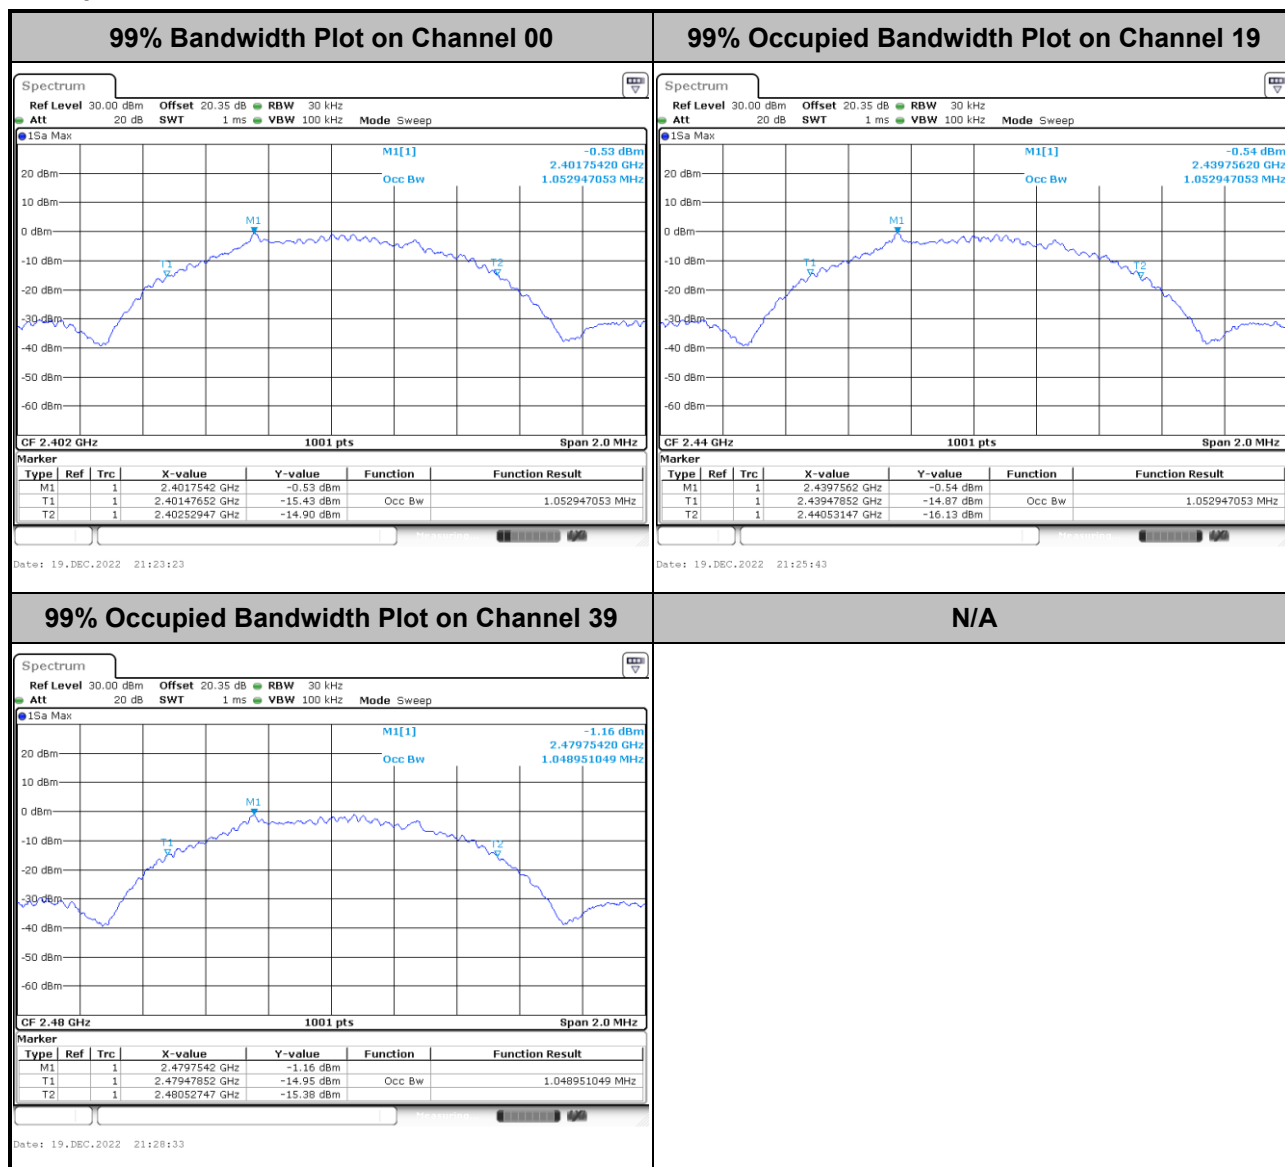 99% Bandwidth Plot on Channel 00
Spectrum
Ref Level 30.00 dBm Offset 20.35 dB RBW 30 kHz
Att 20 dB SWT 1 ms VBW 100 kHz Mode Sweep
1Sa Max
M1[1] -0.53 dBm
2.40175420 GHz
Occ Bw 1.052947053 MHz
20 dBm
10 dBm
M1
0 dBm
-10 dBm
T1 T2
-20 dBm
-30 dBm
-40 dBm
-50 dBm
-60 dBm
CF 2.402 GHz 1001 pts Span 2.0 MHz
Marker
Type Ref Trc X-value Y-value Function Function Result
M1 1 2.4017542 GHz -0.53 dBm
T1 1 2.40147652 GHz -15.43 dBm Occ Bw 1.052947053 MHz
T2 1 2.40252947 GHz -14.90 dBm
Measuring
Date: 19.DEC.2022 21:23:23
99% Occupied Bandwidth Plot on Channel 19
Spectrum
Ref Level 30.00 dBm Offset 20.35 dB RBW 30 kHz
Att 20 dB SWT 1 ms VBW 100 kHz Mode Sweep
1Sa Max
M1[1] -0.54 dBm
2.43975620 GHz
Occ Bw 1.052947053 MHz
20 dBm
10 dBm
M1
0 dBm
-10 dBm
T1 T2
-20 dBm
-30 dBm
-40 dBm
-50 dBm
-60 dBm
CF 2.44 GHz 1001 pts Span 2.0 MHz
Marker
Type Ref Trc X-value Y-value Function Function Result
M1 1 2.4397562 GHz -0.54 dBm
T1 1 2.43947852 GHz -14.87 dBm Occ Bw 1.052947053 MHz
T2 1 2.44053147 GHz -16.13 dBm
Measuring
Date: 19.DEC.2022 21:25:43
99% Occupied Bandwidth Plot on Channel 39
Spectrum
Ref Level 30.00 dBm Offset 20.35 dB RBW 30 kHz
Att 20 dB SWT 1 ms VBW 100 kHz Mode Sweep
1Sa Max
M1[1] -1.16 dBm
2.47975420 GHz
Occ Bw 1.048951049 MHz
20 dBm
10 dBm
M1
0 dBm
-10 dBm
T1 T2
-20 dBm
-30 dBm
-40 dBm
-50 dBm
-60 dBm
CF 2.48 GHz 1001 pts Span 2.0 MHz
Marker
Type Ref Trc X-value Y-value Function Function Result
M1 1 2.4797542 GHz -1.16 dBm
T1 1 2.47947852 GHz -14.95 dBm Occ Bw 1.048951049 MHz
T2 1 2.48052747 GHz -15.38 dBm
Measuring
Date: 19.DEC.2022 21:28:33
N/A